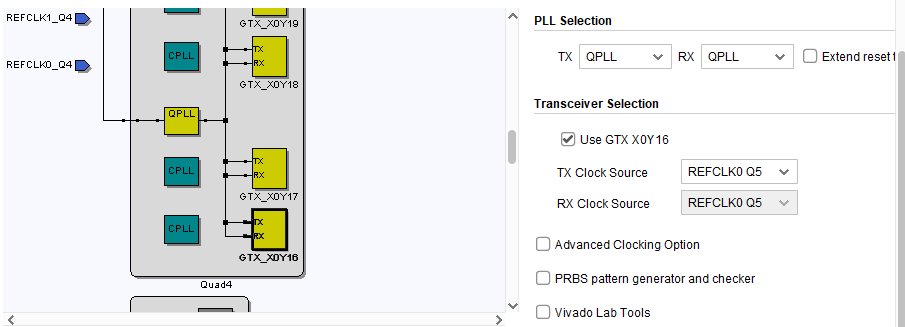 REFCLK1_Q4
REFCLK0_Q4
GTX_X0Y19
CPLL
TX
RX
GTX_X0Y18
QPLL
CPLL
TX
RX
GTX_X0Y17
CPLL
TX
RX
GTX_X0Y16
Quad4
PLL Selection
TX QPLL RX QPLL Extend reset t
Transceiver Selection
Use GTX X0Y16
TX Clock Source REFCLK0 Q5
RX Clock Source REFCLK0 Q5
Advanced Clocking Option
PRBS pattern generator and checker
Vivado Lab Tools